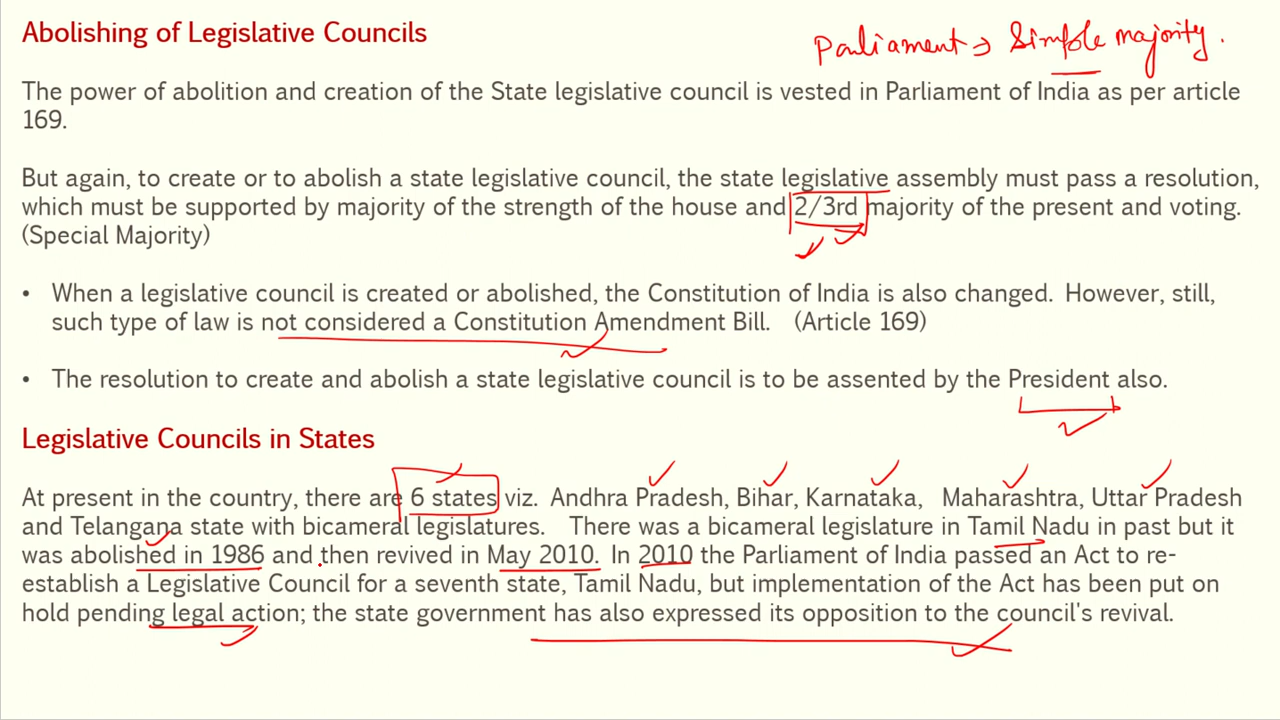 Abolishing of Legislative Councils
Parliament → Simple majority.
The power of abolition and creation of the State legislative council is vested in Parliament of India as per article
169.
But again, to create or to abolish a state legislative council, the state legislative assembly must pass a resolution,
which must be supported by majority of the strength of the house and 2/3rd majority of the present and voting.
(Special Majority)
• When a legislative council is created or abolished, the Constitution of India is also changed. However, still,
such type of law is not considered a Constitution Amendment Bill. (Article 169)
• The resolution to create and abolish a state legislative council is to be assented by the President also.
Legislative Councils in States
At present in the country, there are 6 states viz. Andhra Pradesh, Bihar, Karnataka, Maharashtra, Uttar Pradesh
and Telangana state with bicameral legislatures. There was a bicameral legislature in Tamil Nadu in past but it
was abolished in 1986 and then revived in May 2010. In 2010 the Parliament of India passed an Act to re-
establish a Legislative Council for a seventh state, Tamil Nadu, but implementation of the Act has been put on
hold pending legal action; the state government has also expressed its opposition to the council's revival.